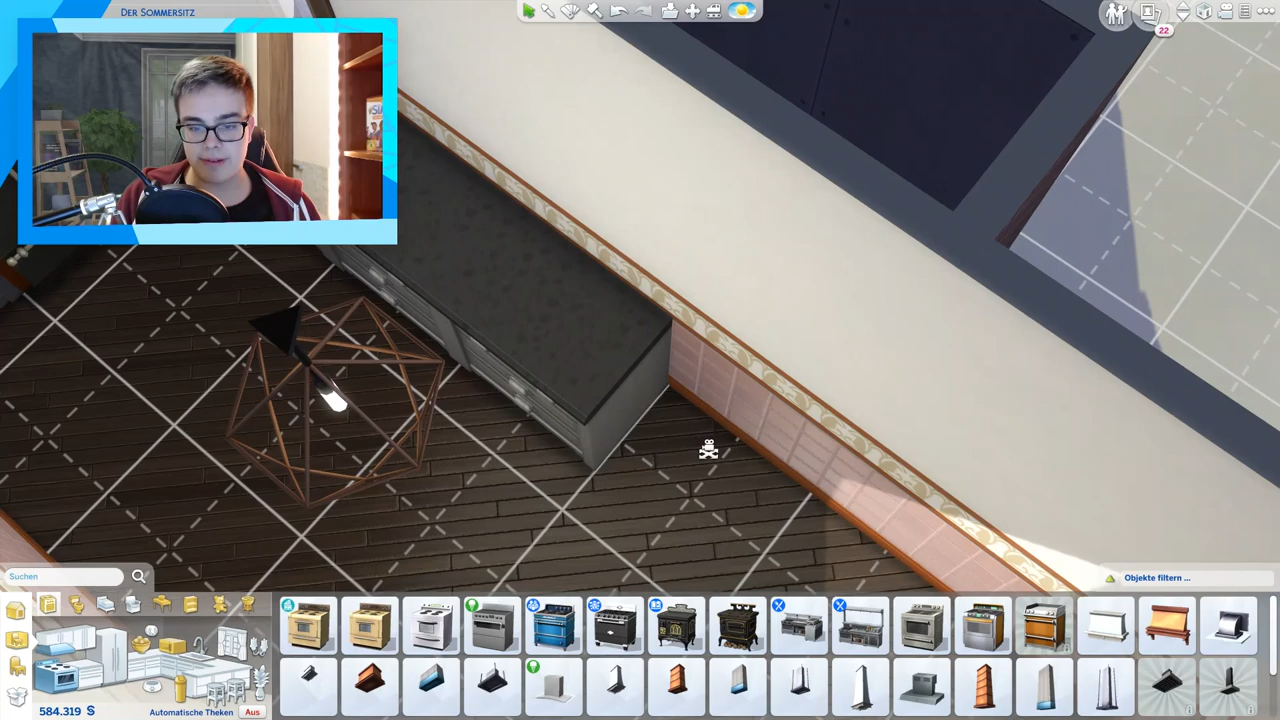 DER SOMMERSITZ
22
Suchen
Objekte filtern ...
584.319 S
Automatische Theken
Aus